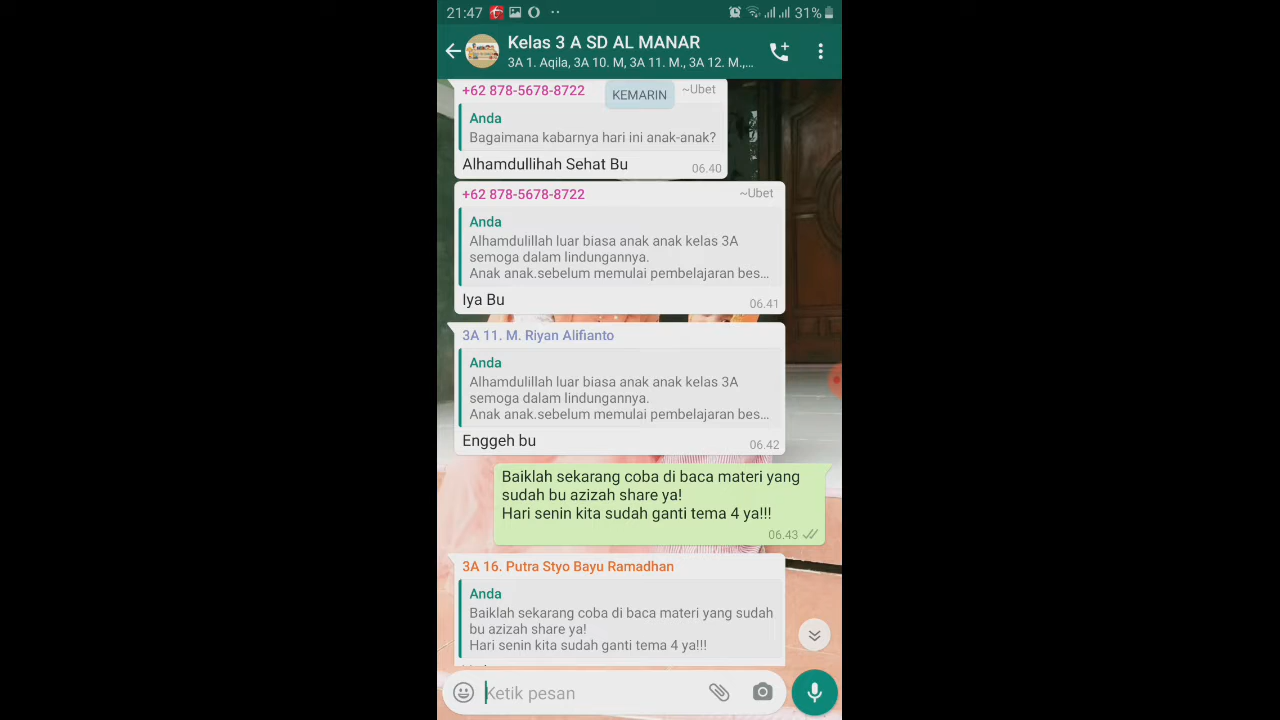 21:47
31%
Kelas 3 A SD AL MANAR
3A 1. Aqila, 3A 10. M, 3A 11. M., 3A 12. M.,...
+62 878-5678-8722 ~Ubet
KEMARIN
Anda
Bagaimana kabarnya hari ini anak-anak?
Alhamdullihah Sehat Bu
06.40
+62 878-5678-8722 ~Ubet
Anda
Alhamdulillah luar biasa anak anak kelas 3A
semoga dalam lindungannya.
Anak anak.sebelum memulai pembelajaran bes...
Iya Bu
06.41
3A 11. M. Riyan Alifianto
Anda
Alhamdulillah luar biasa anak anak kelas 3A
semoga dalam lindungannya.
Anak anak.sebelum memulai pembelajaran bes...
Enggeh bu
06.42
Baiklah sekarang coba di baca materi yang
sudah bu azizah share ya!
Hari senin kita sudah ganti tema 4 ya!!!
06.43
3A 16. Putra Styo Bayu Ramadhan
Anda
Baiklah sekarang coba di baca materi yang sudah
bu azizah share ya!
Hari senin kita sudah ganti tema 4 ya!!!
Ketik pesan